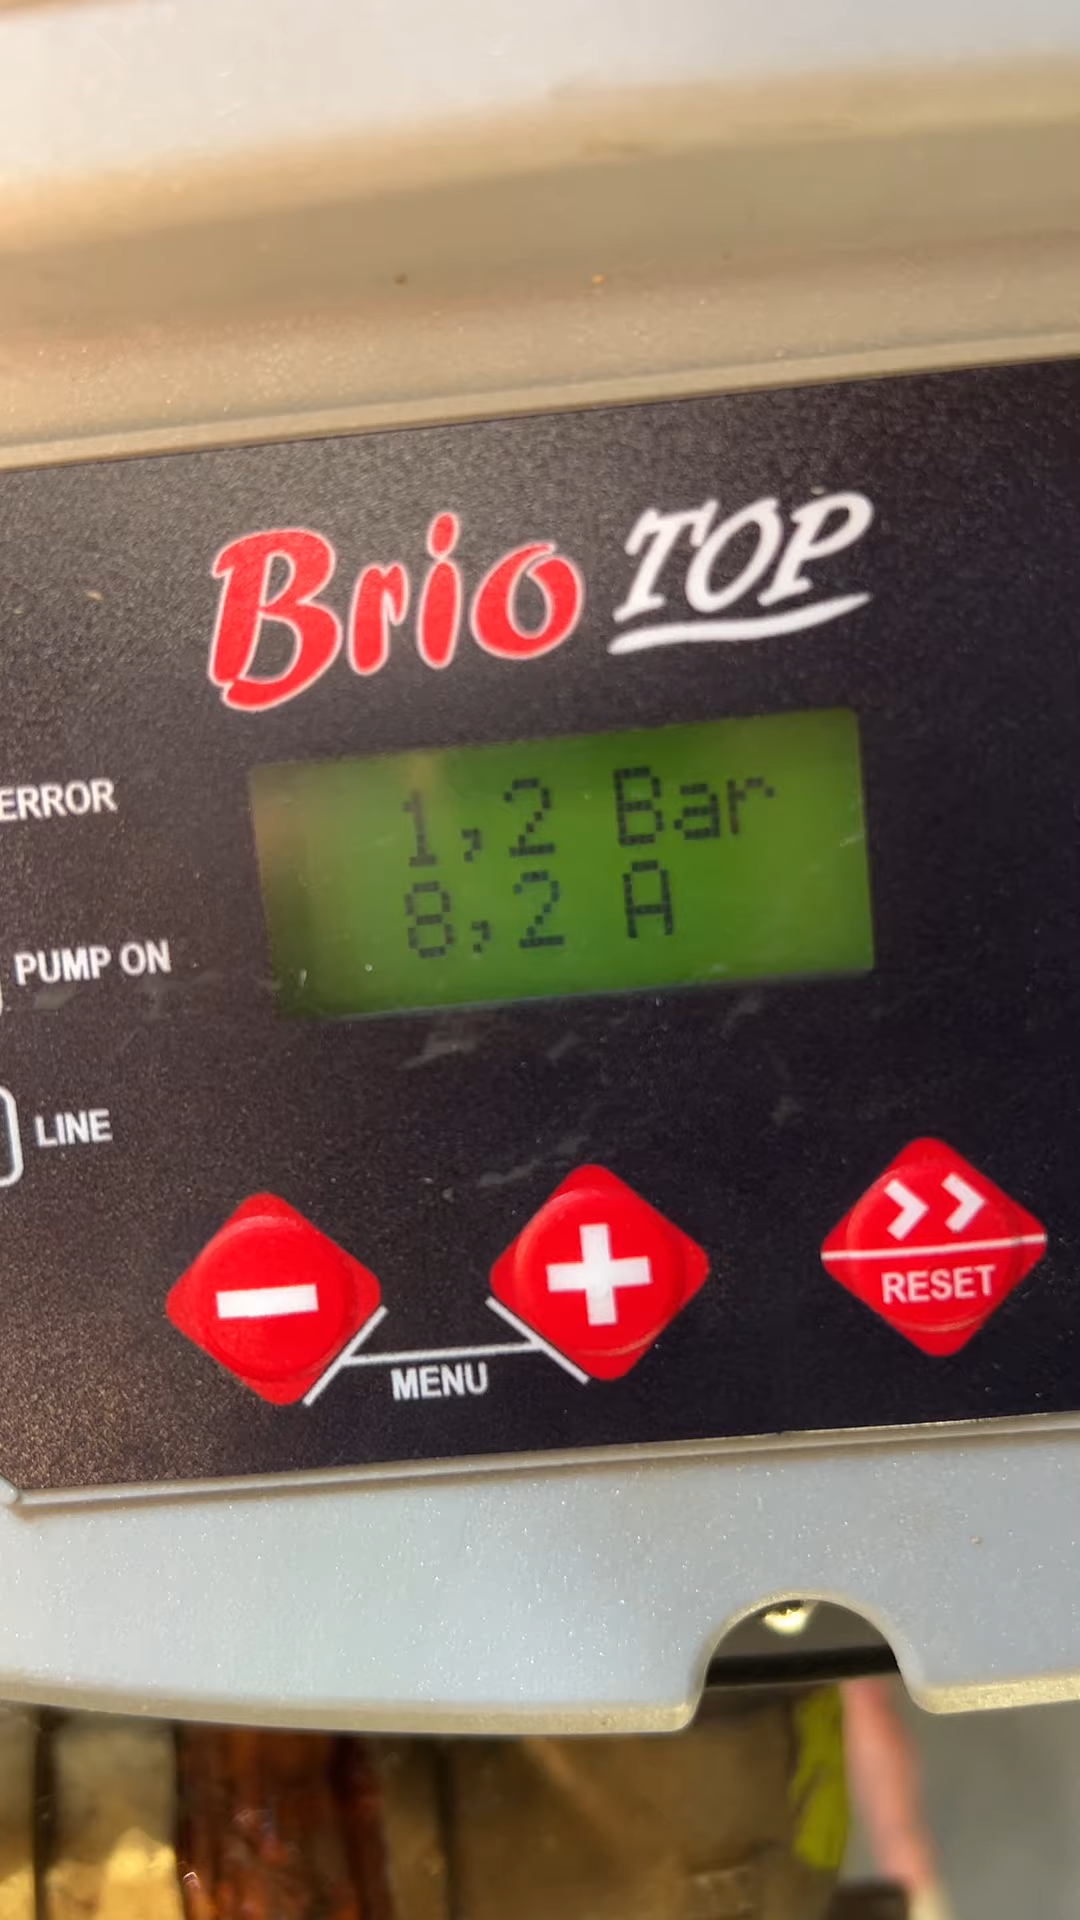 Brio TOP
ERROR
1,2 Bar
8,2 A
PUMP ON
LINE
>> 
RESET
− +
MENU